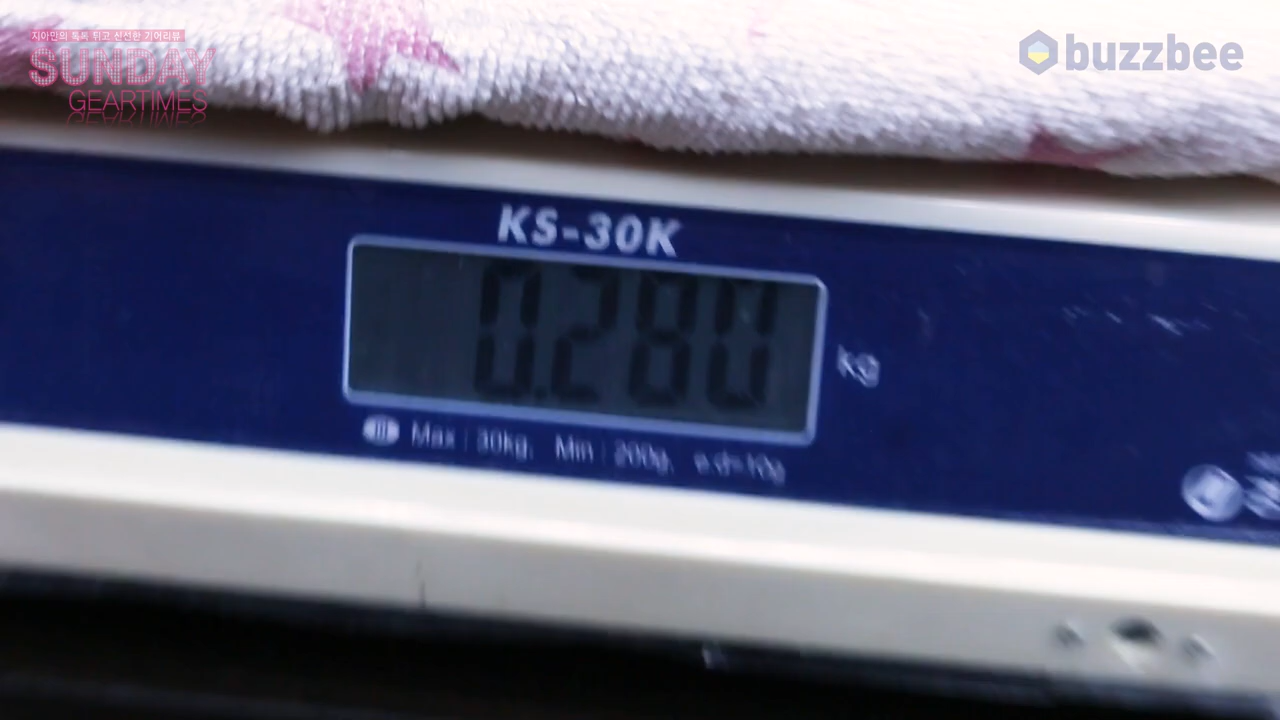 지아만의 톡톡 튀고 신선한 기어리뷰
SUNDAY
GEARTIMES
buzzbee
KS-30K
0.280
kg
Max : 30kg, Min : 200g, e.d=10g